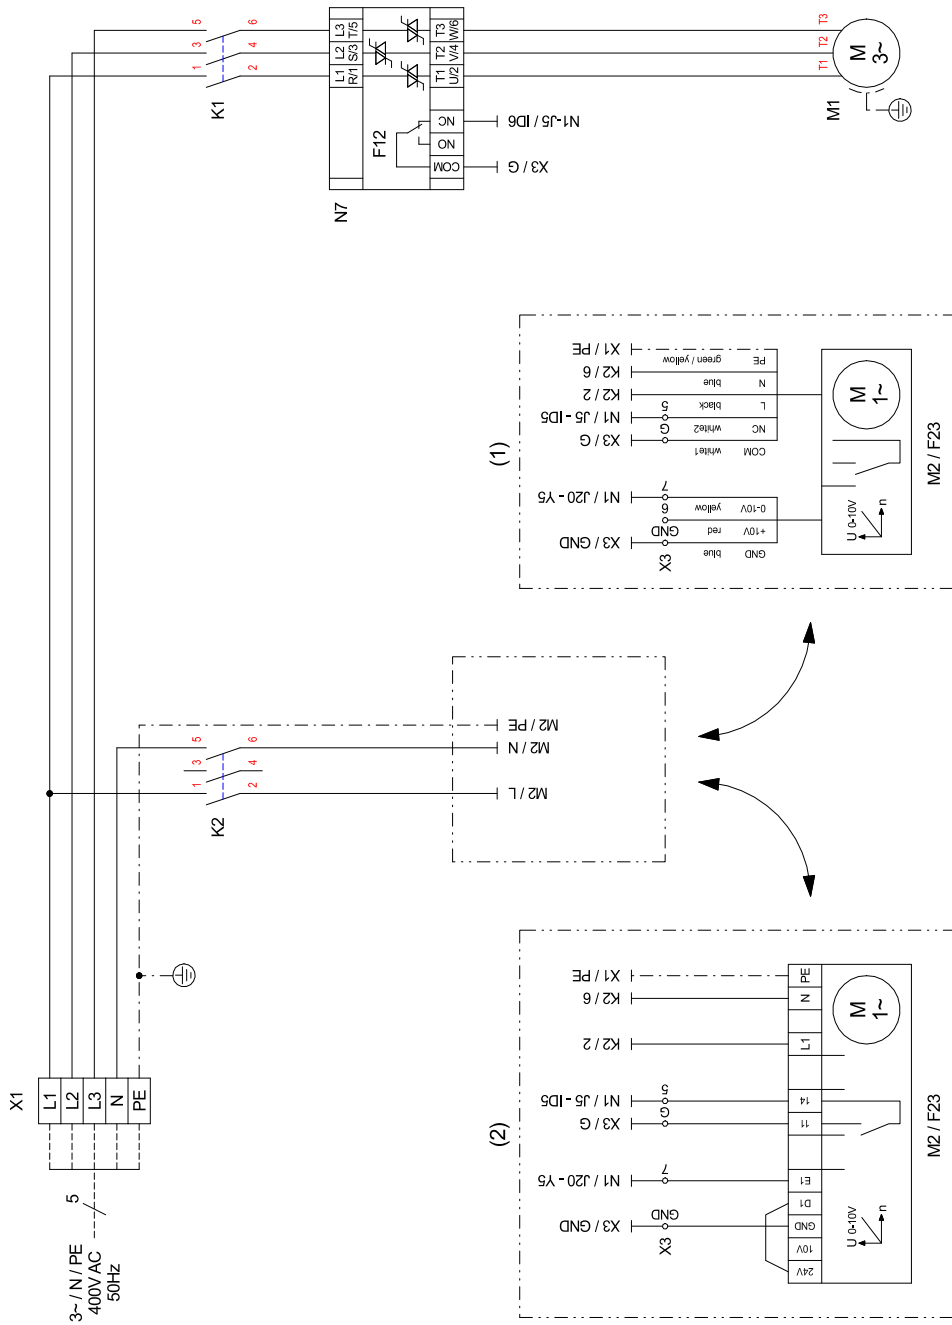 3~ / N / PE
400V AC
50Hz
5
X1
L1
L2
L3
N
PE
K2
1
3
5
2
4
6
M2 / L
M2 / N
M2 / PE
K1
1
3
5
2
4
6
N7
L1
R/1
L2
S/3
L3
T/5
T1
U/2
T2
V/4
T3
W/6
F12
COM
NO
NC
X3 / G
N1-J5 / ID6
T1
T2
T3
M1
M
3~
(1)
X3 / GND
N1 / J20 - Y5
X3 / G
N1 / J5 - ID5
K2 / 2
K2 / 6
X1 / PE
X3
GND
6
7
G
5
blue
red
yellow
white1
white2
black
blue
green / yellow
GND
+10V
0-10V
COM
NC
L
N
PE
U 0-10V
n
M
1~
M2 / F23
(2)
X3 / GND
N1 / J20 - Y5
X3 / G
N1 / J5 - ID5
K2 / 2
K2 / 6
X1 / PE
X3
GND
7
G
5
24V
10V
GND
D1
E1
11
14
L1
N
PE
U 0-10V
n
M
1~
M2 / F23